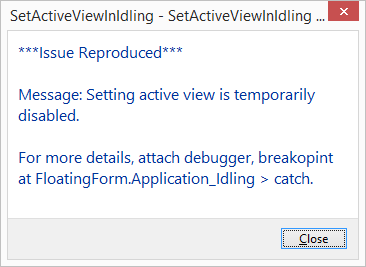 SetActiveViewInIdling - SetActiveViewInIdling ...
***Issue Reproduced***
Message: Setting active view is temporarily
disabled.
For more details, attach debugger, breakopint
at FloatingForm.Application_Idling > catch.
Close